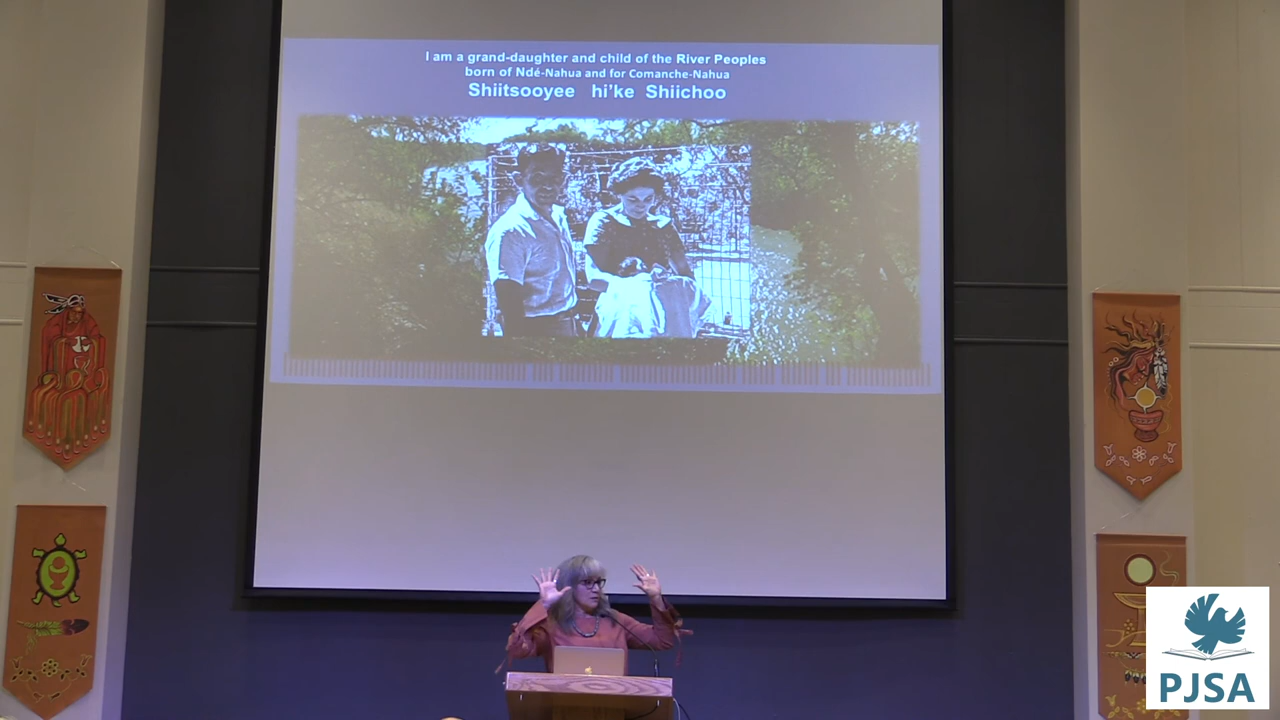 I am a grand-daughter and child of the River Peoples
born of Ndé-Nahua and for Comanche-Nahua
Shiitsooyee hi'ke Shiichoo
PJSA